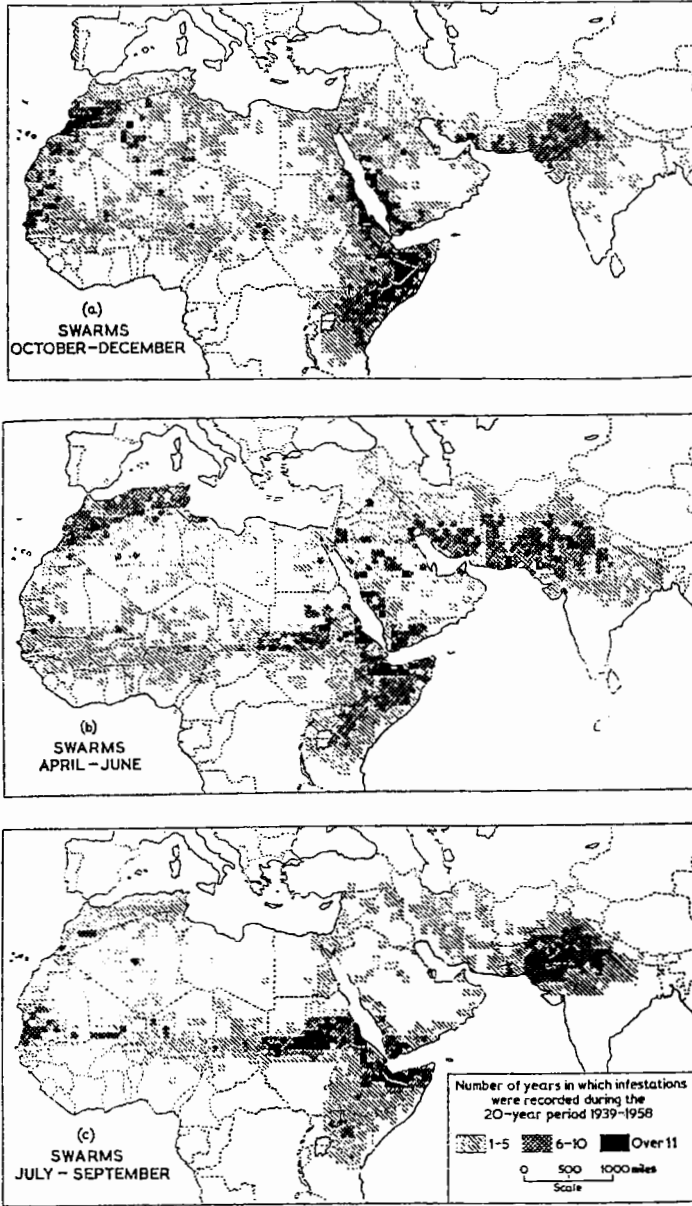 (a)
SWARMS
OCTOBER-DECEMBER
(b)
SWARMS
APRIL-JUNE
(c)
SWARMS
JULY - SEPTEMBER
Number of years in which infestations
were recorded during the
20-year period 1939-1958
1-5 6-10 Over 11
0 500 1000 miles
Scale